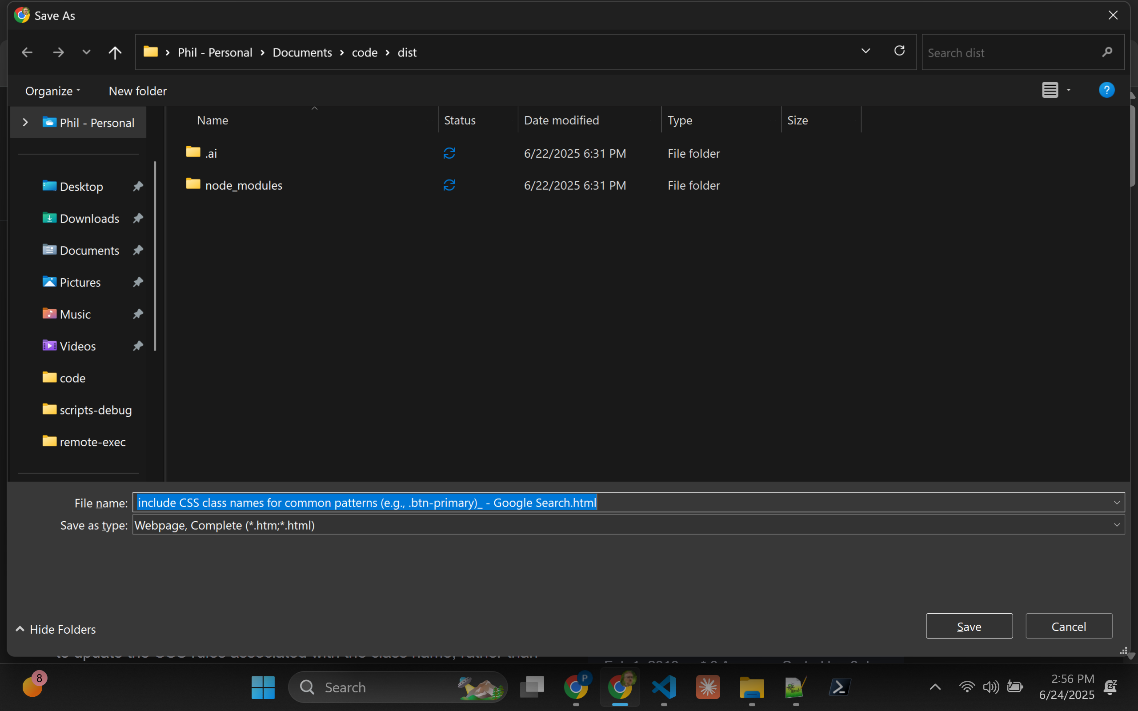 Save As
Phil - Personal Documents code dist
Search dist
Organize New folder
Name Status Date modified Type Size
Phil - Personal
.ai 6/22/2025 6:31 PM File folder
node_modules 6/22/2025 6:31 PM File folder
Desktop
Downloads
Documents
Pictures
Music
Videos
code
scripts-debug
remote-exec
File name: include CSS class names for common patterns (e.g., .btn-primary)_ - Google Search.html
Save as type: Webpage, Complete (*.htm;*.html)
Hide Folders
Save Cancel
to update the CSS rules associated with the class name, rather than
8
Search
2:56 PM
6/24/2025